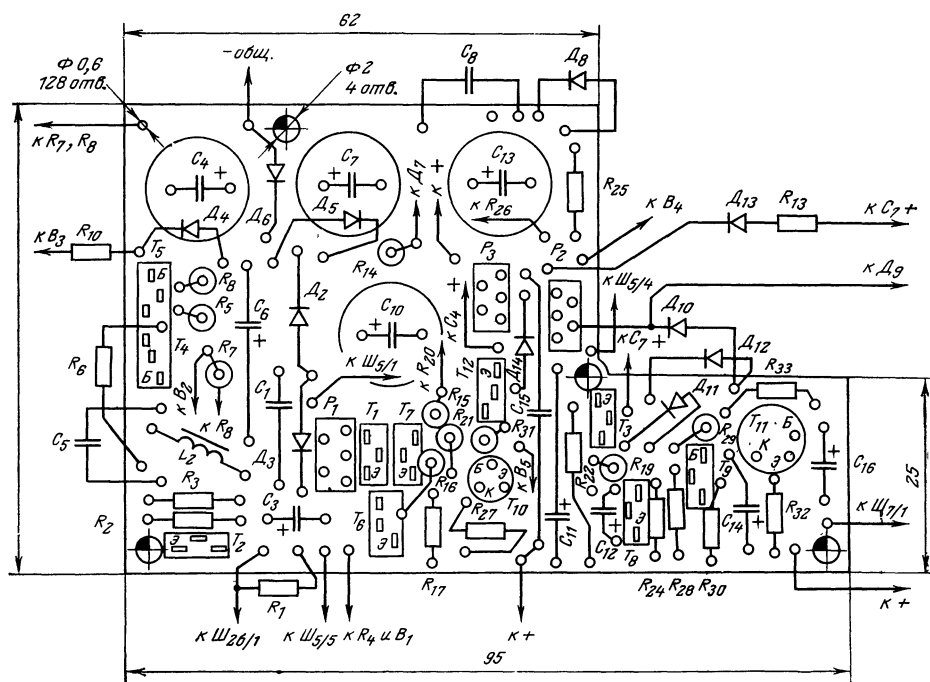 62
-общ.
Ф 0,6
128 отв.
Ф2
4 отв.
C8
Д8
к R7, R8
C4
+
C7
+
к Д7
к +
C13
+
R25
к R26
Д4
Д6
Д5
к В4
Д13
R13
к C7 +
к В3
R10
T5
Б
R8
R14
P3
P2
к Ш5/4
к Д9
R5
C6
+
Д2
C10
+
к C4
+
Д10
R6
T4
R7
Б
к Ш5/1
к R20
T12
Э
Д14
C15
к C7 +
Д12
R33
C5
к В2
к R8
C1
P1
T1
T7
R15
R21
R31
T3
Э
Д11
R29
T11
Б
К
Э
25
L2
Д3
Э
Э
R16
Б
Э
К
T10
к В5
R22
R19
Б
T9
C16
+
R3
R2
C3
+
T6
Э
R27
C11
+
C12
+
T8
Э
C14
+
R32
к Ш7/1
Э
T2
R17
R24
R28
R30
R1
к +
к Ш2б/1
к Ш5/5
к R4 и В1
к +
95